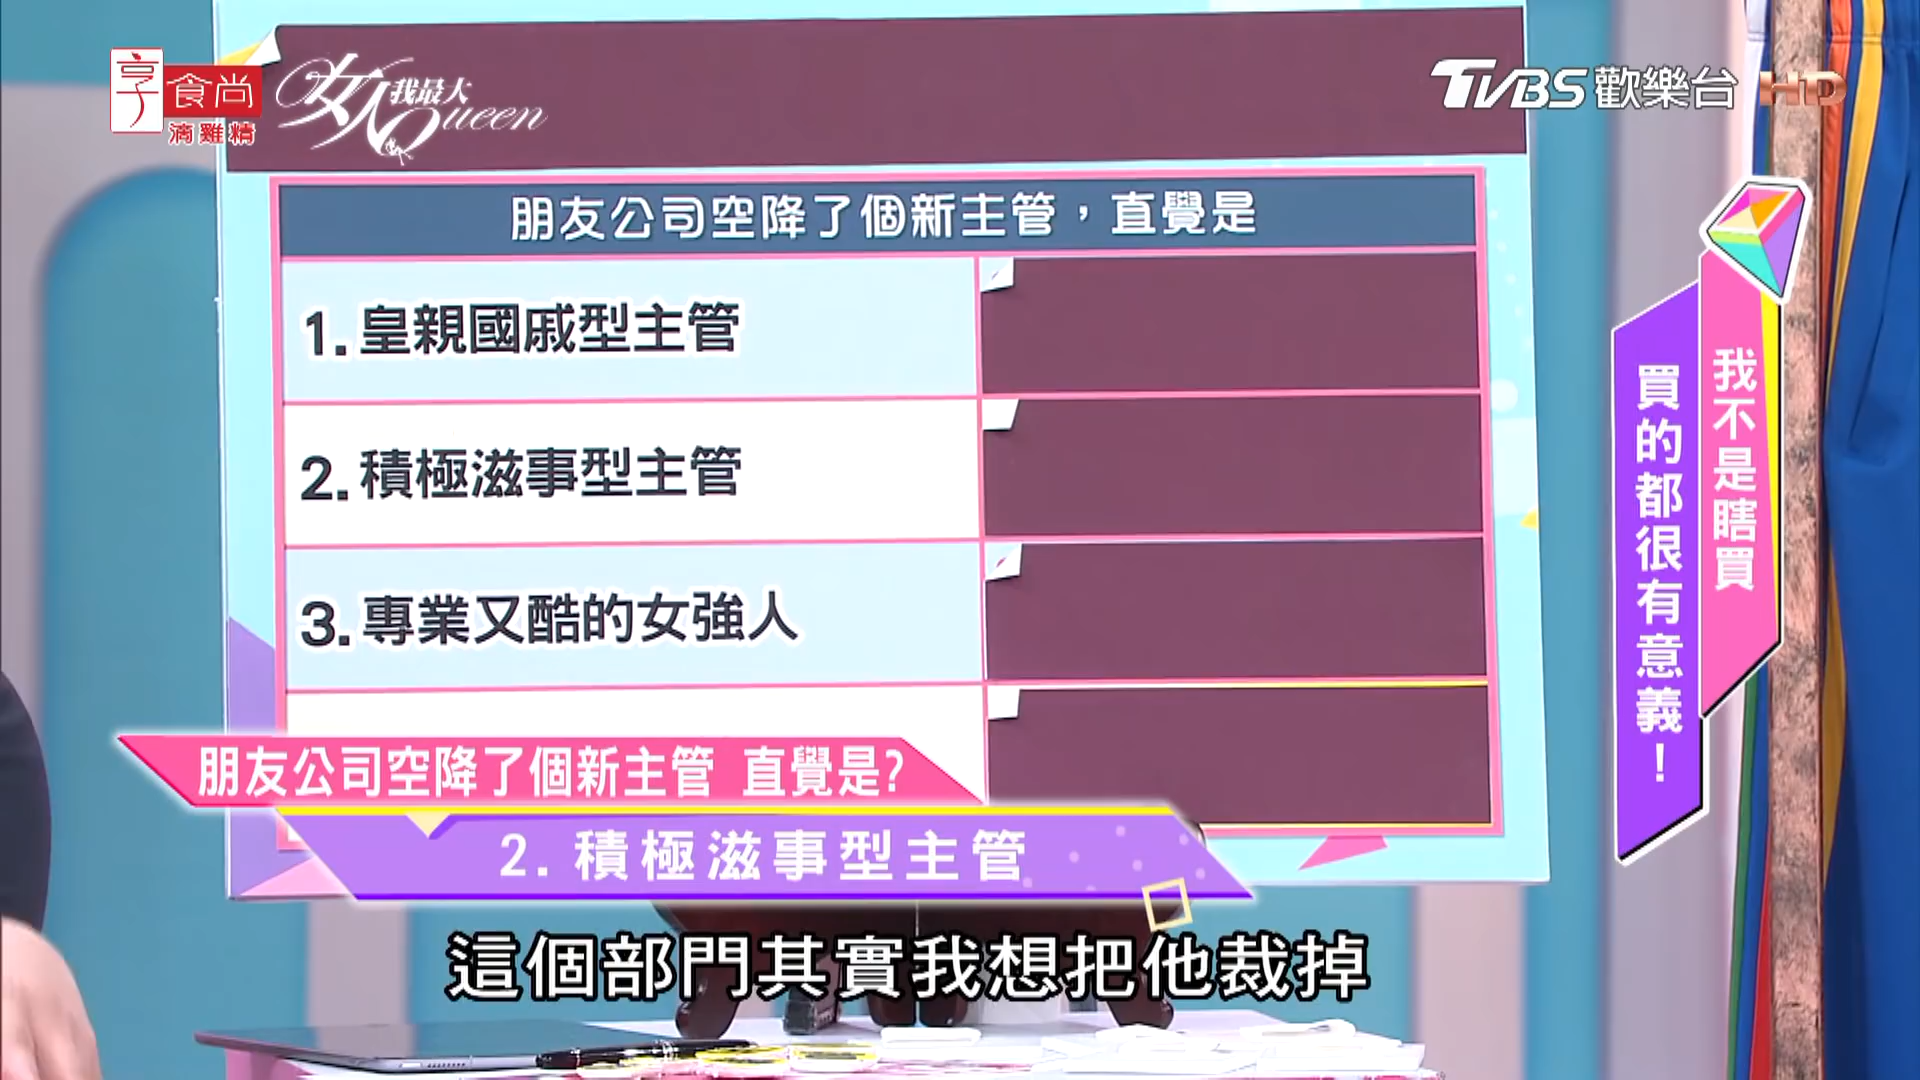 享
食尚
滴雞精
女人我最大
Queen
TVBS歡樂台 HD
朋友公司空降了個新主管，直覺是
1.皇親國戚型主管
2.積極滋事型主管
3.專業又酷的女強人
我不是瞎買
買的都很有意義！
朋友公司空降了個新主管 直覺是?
2. 積極滋事型主管
這個部門其實我想把他裁掉